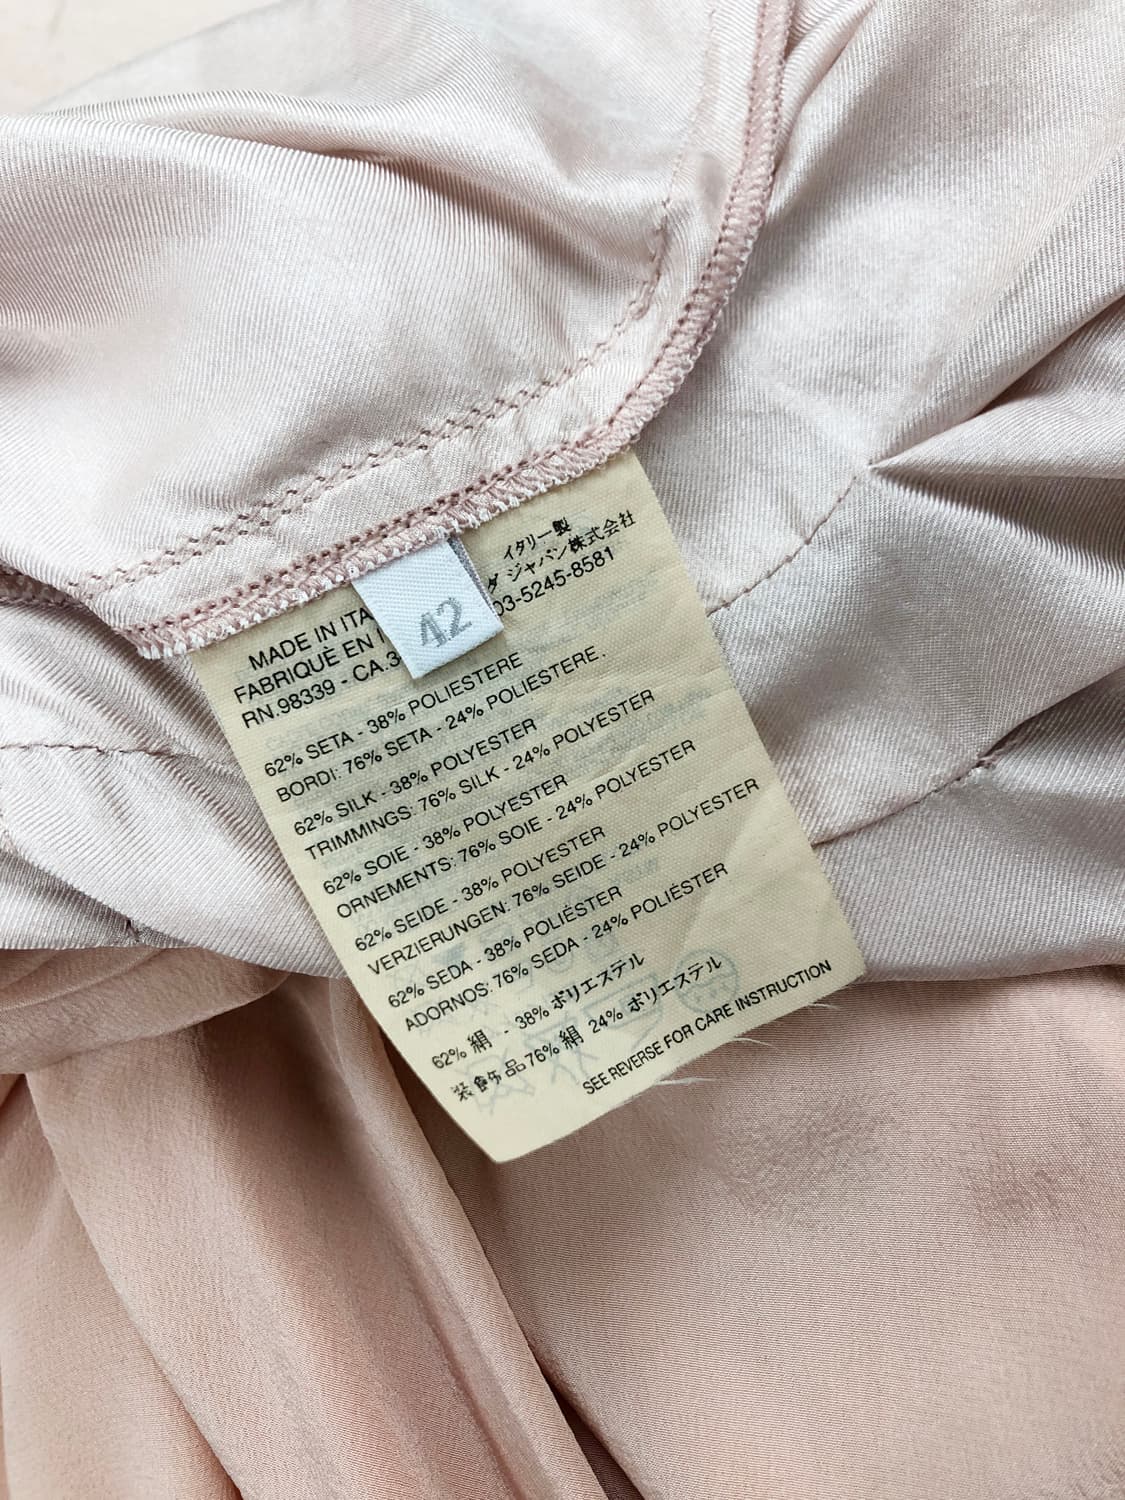 イタリー製
ダ ジャパン株式会社
03-5245-8581
42
MADE IN ITA
FABRIQUÈ EN I
RN.98339 - CA.3
62% SETA - 38% POLIESTERE
BORDI: 76% SETA - 24% POLIESTERE.
62% SILK - 38% POLYESTER
TRIMMINGS: 76% SILK - 24% POLYESTER
62% SOIE - 38% POLYESTER
ORNEMENTS: 76% SOIE - 24% POLYESTER
62% SEIDE - 38% POLYESTER
VERZIERUNGEN: 76% SEIDE - 24% POLYESTER
62% SEDA - 38% POLIÉSTER
ADORNOS: 76% SEDA - 24% POLIÉSTER
62% 絹 - 38% ポリエステル
装飾品76% 絹 24% ポリエステル
SEE REVERSE FOR CARE INSTRUCTION